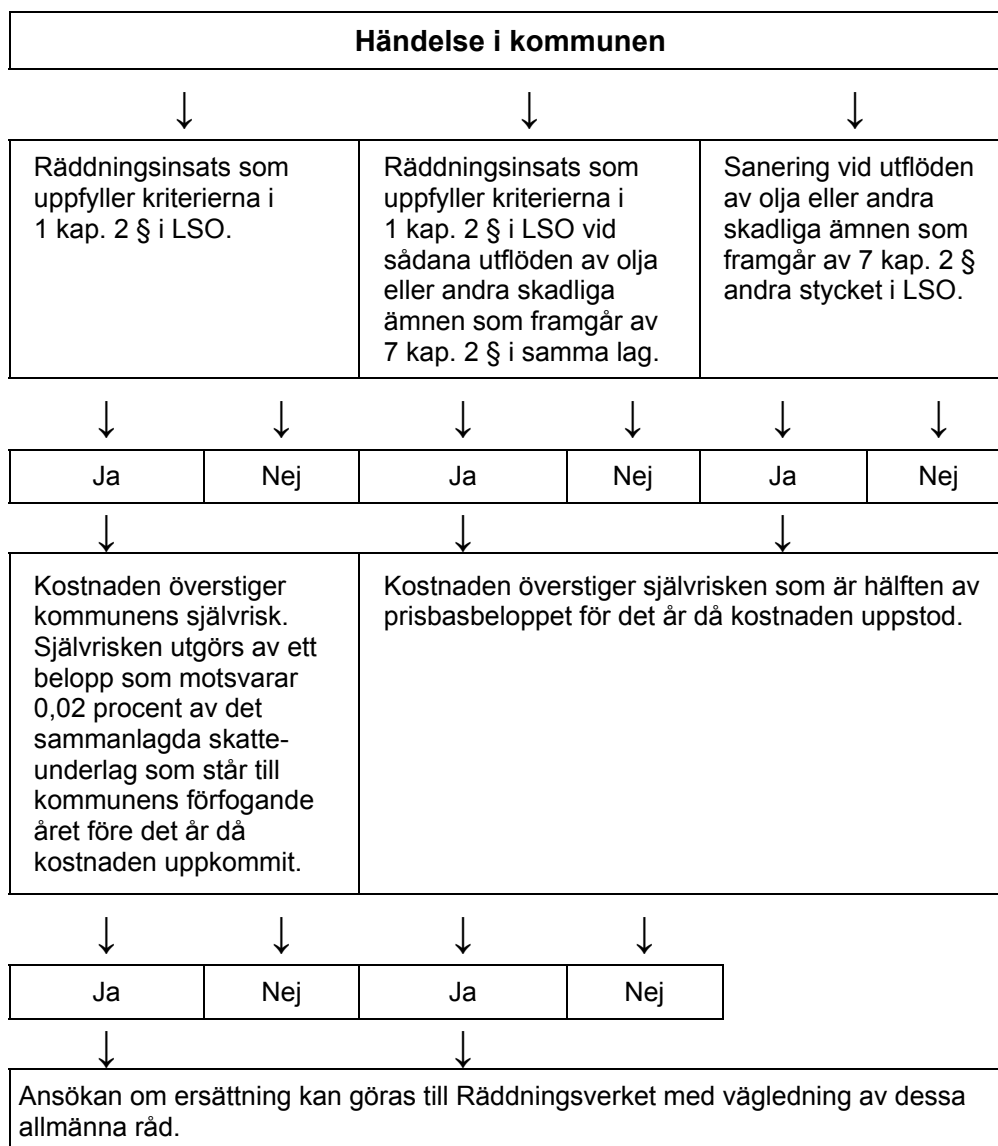 Händelse i kommunen
↓ ↓ ↓
Räddningsinsats som
uppfyller kriterierna i
1 kap. 2 § i LSO.
Räddningsinsats som
uppfyller kriterierna i
1 kap. 2 § i LSO vid
sådana utflöden av olja
eller andra skadliga
ämnen som framgår av
7 kap. 2 § i samma lag.
Sanering vid utflöden
av olja eller andra
skadliga ämnen som
framgår av 7 kap. 2 §
andra stycket i LSO.
↓ ↓ ↓ ↓ ↓ ↓
Ja Nej Ja Nej Ja Nej
↓ ↓ ↓
Kostnaden överstiger
kommunens självrisk.
Självrisken utgörs av ett
belopp som motsvarar
0,02 procent av det
sammanlagda skatte-
underlag som står till
kommunens förfogande
året före det år då
kostnaden uppkommit.
Kostnaden överstiger självrisken som är hälften av
prisbasbeloppet för det år då kostnaden uppstod.
↓ ↓ ↓ ↓
Ja Nej Ja Nej
↓ ↓
Ansökan om ersättning kan göras till Räddningsverket med vägledning av dessa
allmänna råd.